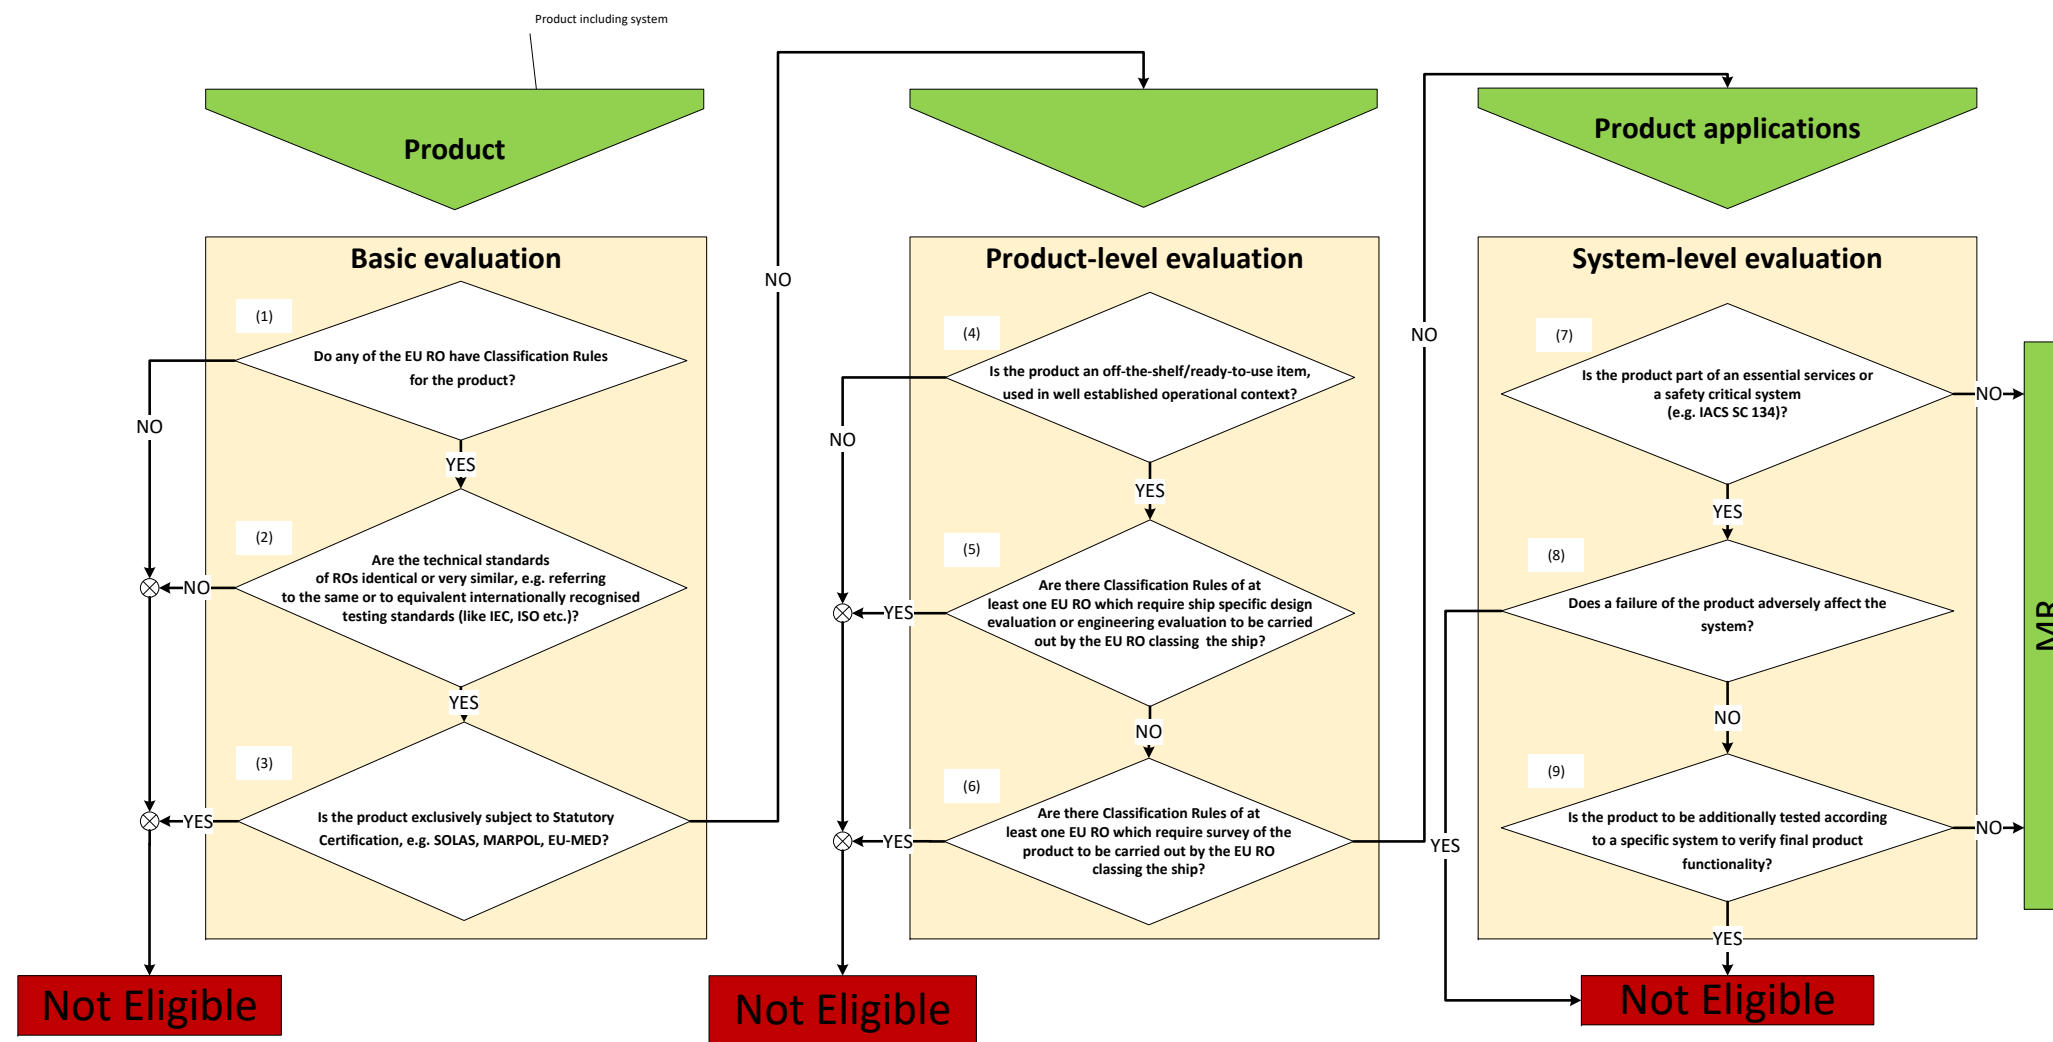 Product including system
Product
Basic evaluation
(1)
Do any of the EU RO have Classification Rules
for the product?
NO
YES
(2)
Are the technical standards
of ROs identical or very similar, e.g. referring
to the same or to equivalent internationally recognised
testing standards (like IEC, ISO etc.)?
NO
YES
(3)
Is the product exclusively subject to Statutory
Certification, e.g. SOLAS, MARPOL, EU-MED?
YES
NO
Not Eligible
Product-level evaluation
(4)
Is the product an off-the-shelf/ready-to-use item,
used in well established operational context?
NO
YES
(5)
Are there Classification Rules of at
least one EU RO which require ship specific design
evaluation or engineering evaluation to be carried
out by the EU RO classing the ship?
YES
NO
(6)
Are there Classification Rules of at
least one EU RO which require survey of the
product to be carried out by the EU RO
classing the ship?
YES
NO
Not Eligible
Product applications
System-level evaluation
(7)
Is the product part of an essential services or
a safety critical system
(e.g. IACS SC 134)?
NO
YES
(8)
Does a failure of the product adversely affect the
system?
YES
NO
(9)
Is the product to be additionally tested according
to a specific system to verify final product
functionality?
NO
YES
Not Eligible